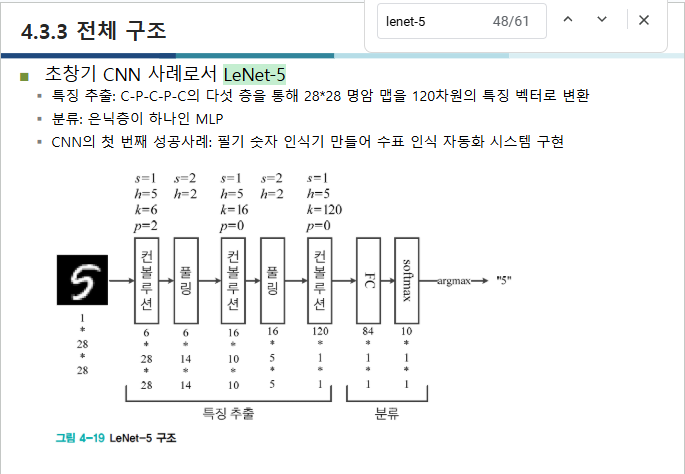 4.3.3 전체 구조
lenet-5 48/61
초창기 CNN 사례로서 LeNet-5
특징 추출: C-P-C-P-C의 다섯 층을 통해 28*28 명암 맵을 120차원의 특징 벡터로 변환
분류: 은닉층이 하나인 MLP
CNN의 첫 번째 성공사례: 필기 숫자 인식기 만들어 수표 인식 자동화 시스템 구현
s=1 s=2 s=1 s=2 s=1
h=5 h=2 h=5 h=2 h=5
k=6 k=16 k=120
p=2 p=0 p=0
5 컨볼루션 풀링 컨볼루션 풀링 컨볼루션 FC softmax argmax "5"
1 6 6 16 16 120 84 10
* * * * * * * *
28 28 14 10 5 1 1 1
* * * * * * * *
28 28 14 10 5 1 1 1
특징 추출 분류
그림 4-19 LeNet-5 구조